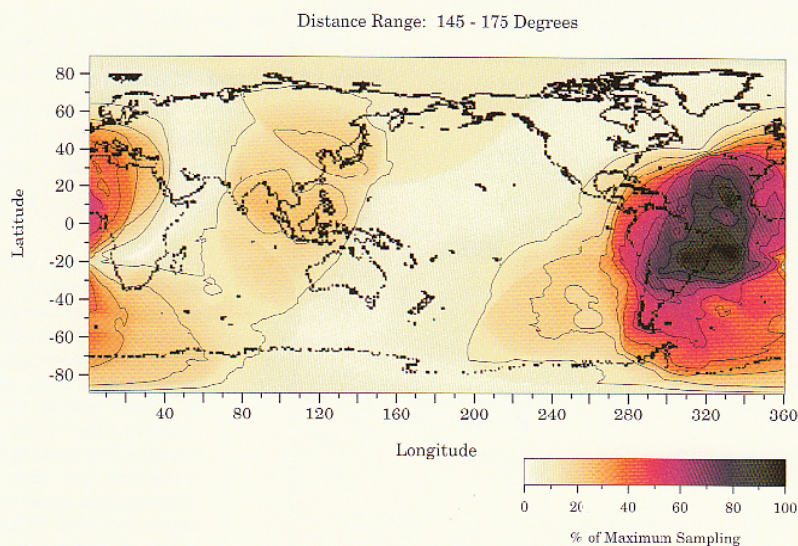 Distance Range: 145 - 175 Degrees
80
60
40
20
0
-20
-40
-60
-80
Latitude
40 80 120 160 200 240 280 320 360
Longitude
0 20 40 60 80 100
% of Maximum Sampling